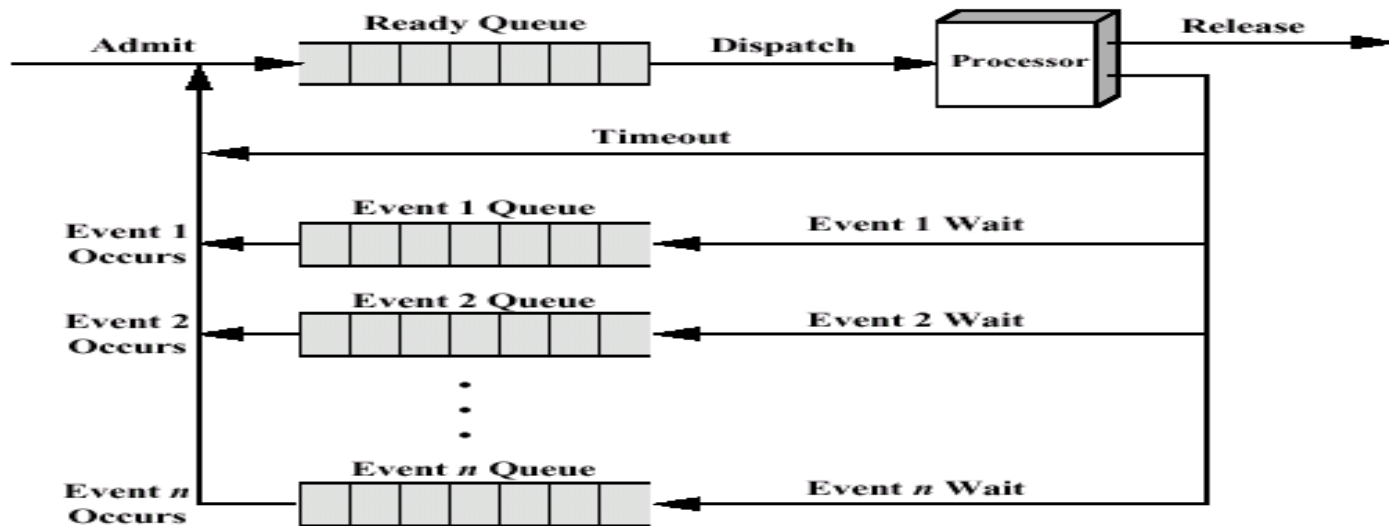 Ready Queue
Admit
Dispatch
Processor
Release
Timeout
Event 1 Queue
Event 1
Occurs
Event 1 Wait
Event 2 Queue
Event 2
Occurs
Event 2 Wait
Event n Queue
Event n
Occurs
Event n Wait